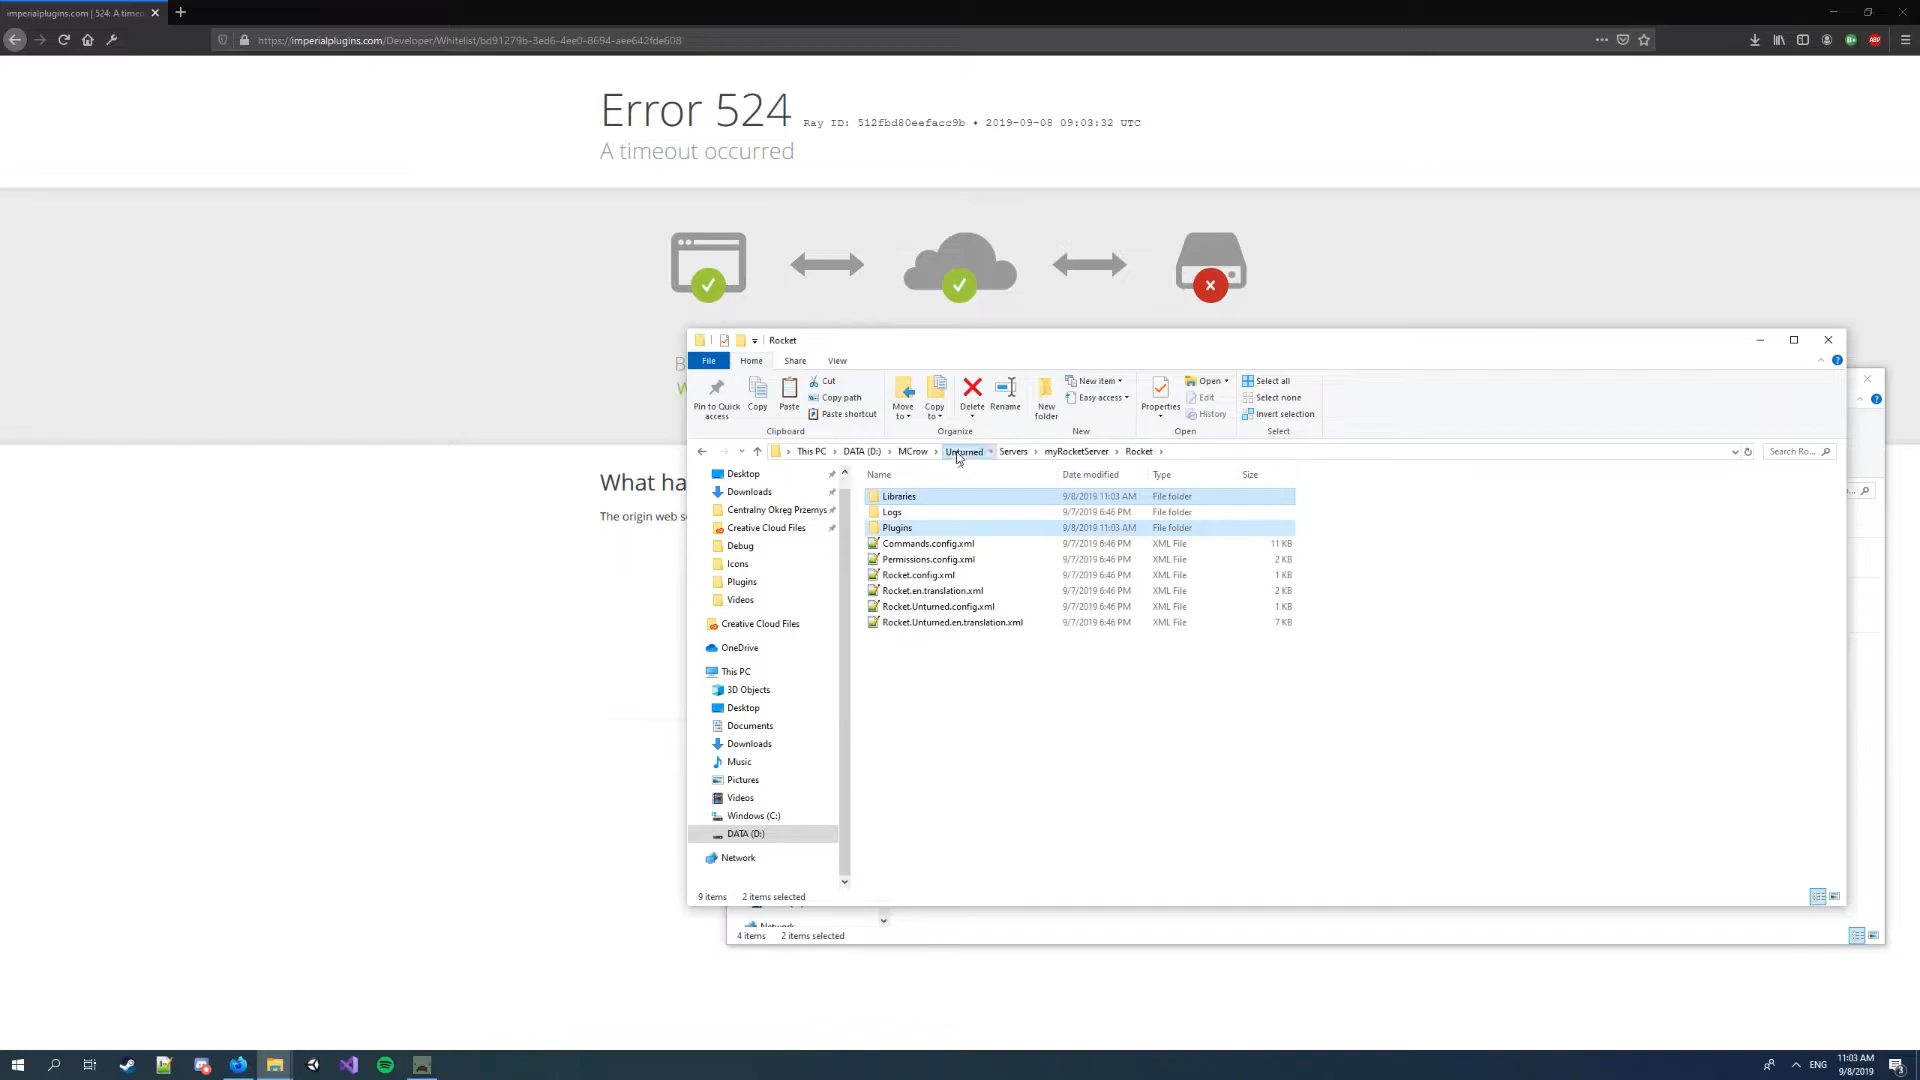 imperialplugins.com | 524: A timeo
https://imperialplugins.com/Developer/Whitelist/bd91279b-3ed6-4ee0-8694-aee642fde608
Error 524 Ray ID: 512fbd80eefacc9b • 2019-09-08 09:03:32 UTC
A timeout occurred
What ha
The origin web s
Rocket
File Home Share View
Pin to Quick access
Copy
Paste
Cut
Copy path
Paste shortcut
Clipboard
Move to
Copy to
Delete
Rename
Organize
New folder
New item
Easy access
New
Properties
Open
Edit
History
Open
Select all
Select none
Invert selection
Select
This PC DATA (D:) MCrow Unturned Servers myRocketServer Rocket
Search Ro...
Desktop
Downloads
Centralny Okreg Przemys
Creative Cloud Files
Debug
Icons
Plugins
Videos
Creative Cloud Files
OneDrive
This PC
3D Objects
Desktop
Documents
Downloads
Music
Pictures
Videos
Windows (C:)
DATA (D:)
Network
Name Date modified Type Size
Libraries 9/8/2019 11:03 AM File folder
Logs 9/7/2019 6:46 PM File folder
Plugins 9/8/2019 11:03 AM File folder
Commands.config.xml 9/7/2019 6:46 PM XML File 11 KB
Permissions.config.xml 9/7/2019 6:46 PM XML File 2 KB
Rocket.config.xml 9/7/2019 6:46 PM XML File 1 KB
Rocket.en.translation.xml 9/7/2019 6:46 PM XML File 2 KB
Rocket.Unturned.config.xml 9/7/2019 6:46 PM XML File 1 KB
Rocket.Unturned.en.translation.xml 9/7/2019 6:46 PM XML File 7 KB
9 items 2 items selected
Network
4 items 2 items selected
ENG
11:03 AM
9/8/2019